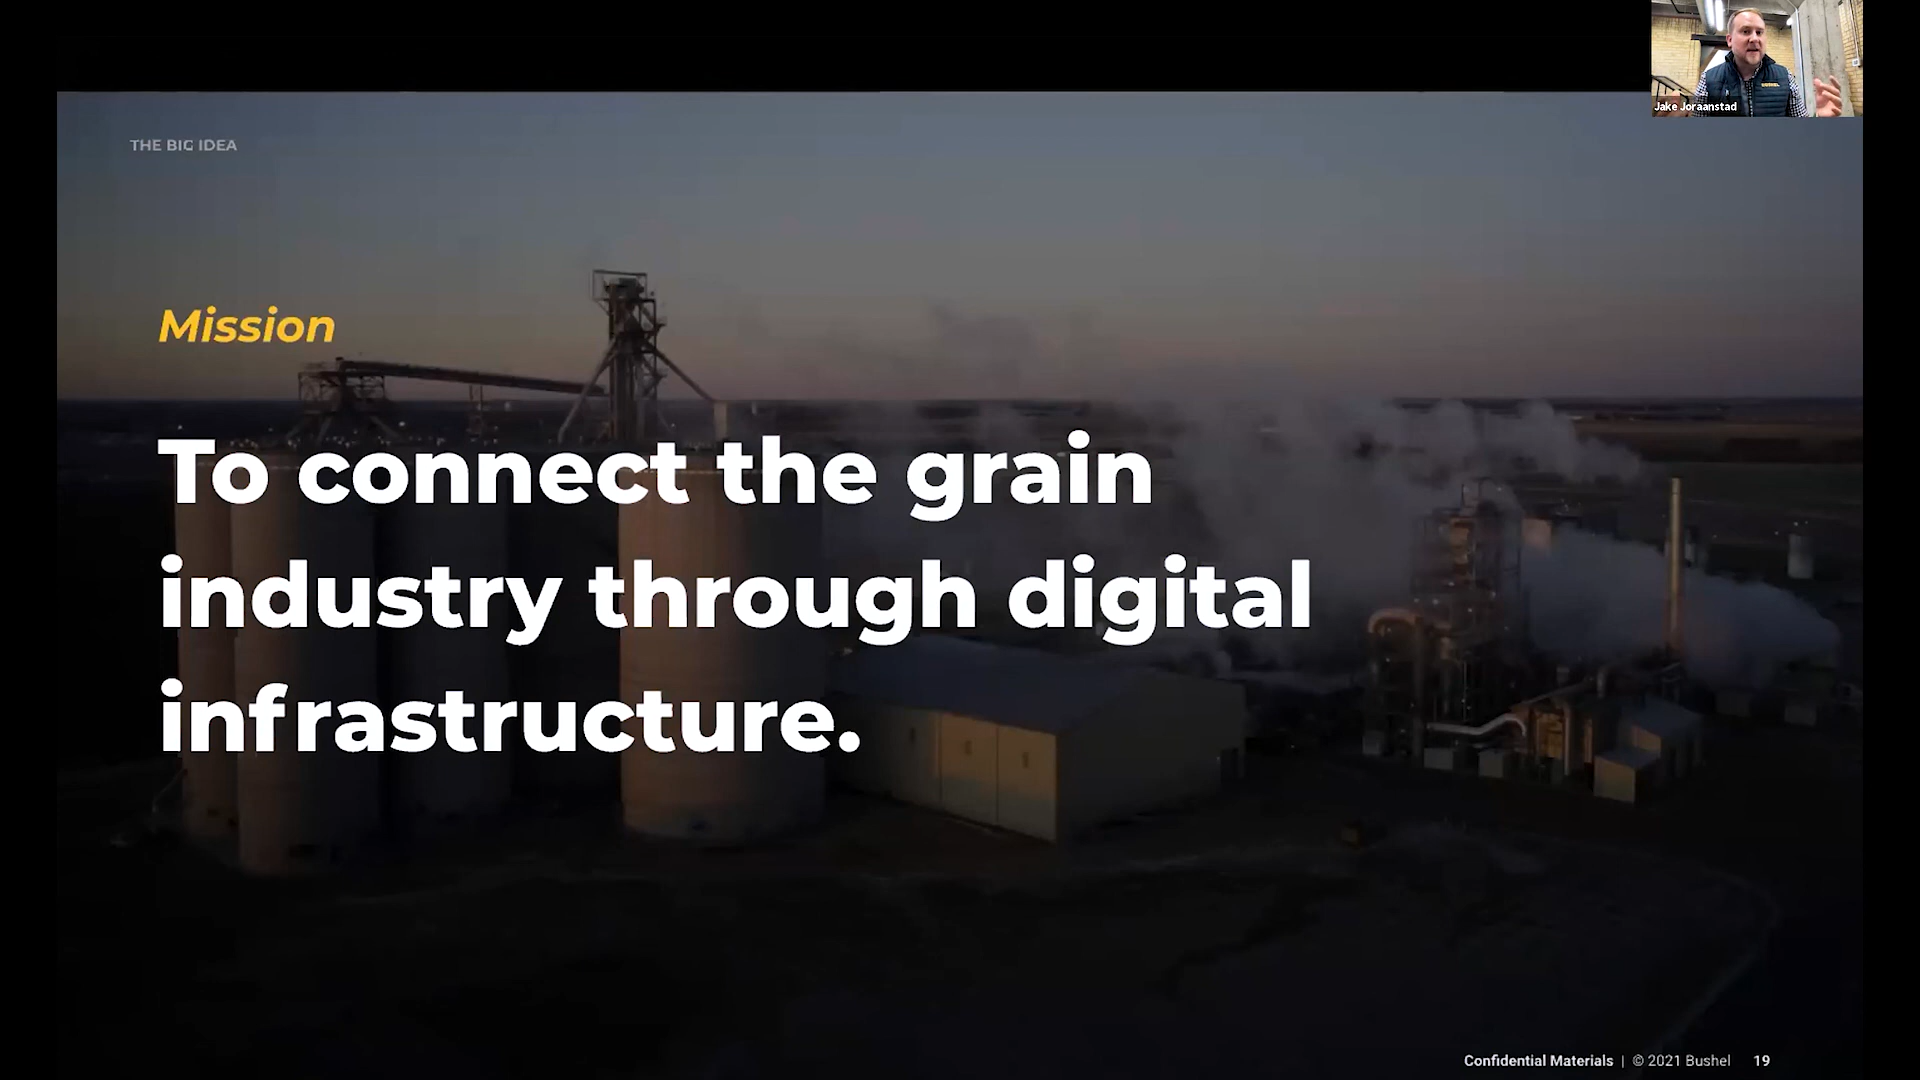 Jake Joraanstad
THE BIG IDEA
Mission
To connect the grain
industry through digital
infrastructure.
Confidential Materials | © 2021 Bushel 19